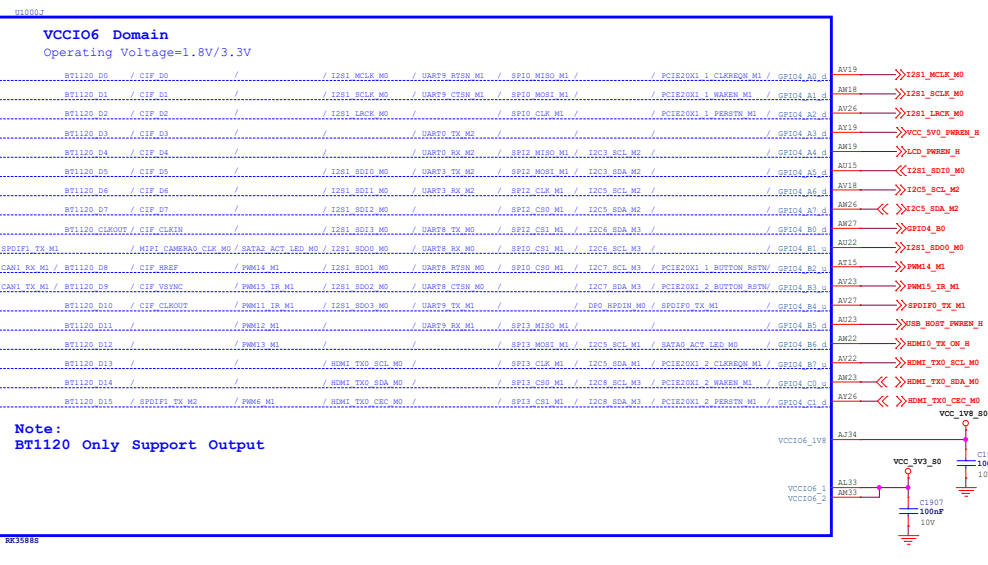 U1000J
VCCIO6 Domain
Operating Voltage=1.8V/3.3V
BT1120_D0 / CIF_D0 / / I2S1_MCLK_M0 / UART9_RTSN_M1 / SPI0_MISO_M1 / / PCIE20X1_1_CLKREQN_M1 / GPIO4_A0_d AV19 I2S1_MCLK_M0
BT1120_D1 / CIF_D1 / / I2S1_SCLK_M0 / UART9_CTSN_M1 / SPI0_MOSI_M1 / / PCIE20X1_1_WAKEN_M1 / GPIO4_A1_d AW18 I2S1_SCLK_M0
BT1120_D2 / CIF_D2 / / I2S1_LRCK_M0 / / SPI0_CLK_M1 / / PCIE20X1_1_PERSTN_M1 / GPIO4_A2_d AV26 I2S1_LRCK_M0
BT1120_D3 / CIF_D3 / / / UART0_TX_M2 / / / / GPIO4_A3_d AY19 VCC_5V0_PWREN_H
BT1120_D4 / CIF_D4 / / / UART0_RX_M2 / SPI2_MISO_M1 / I2C3_SCL_M2 / / GPIO4_A4_d AW19 LCD_PWREN_H
BT1120_D5 / CIF_D5 / / I2S1_SDI0_M0 / UART3_TX_M2 / SPI2_MOSI_M1 / I2C3_SDA_M2 / / GPIO4_A5_d AU15 I2S1_SDI0_M0
BT1120_D6 / CIF_D6 / / I2S1_SDI1_M0 / UART3_RX_M2 / SPI2_CLK_M1 / I2C5_SCL_M2 / / GPIO4_A6_d AV18 I2C5_SCL_M2
BT1120_D7 / CIF_D7 / / I2S1_SDI2_M0 / / SPI2_CS0_M1 / I2C5_SDA_M2 / / GPIO4_A7_d AW26 I2C5_SDA_M2
BT1120_CLKOUT / CIF_CLKIN / / I2S1_SDI3_M0 / UART8_TX_M0 / SPI2_CS1_M1 / I2C6_SDA_M3 / / GPIO4_B0_d AW27 GPIO4_B0
SPDIF1_TX_M1 / MIPI_CAMERA0_CLK_M0 / SATA2_ACT_LED_M0 / I2S1_SDO0_M0 / UART8_RX_M0 / SPI0_CS1_M1 / I2C6_SCL_M3 / / GPIO4_B1_u AU22 I2S1_SDO0_M0
CAN1_RX_M1 / BT1120_D8 / CIF_HREF / PWM14_M1 / I2S1_SDO1_M0 / UART8_RTSN_M0 / SPI0_CS0_M1 / I2C7_SCL_M3 / PCIE20X1_1_BUTTON_RSTN/ GPIO4_B2_u AT15 PWM14_M1
CAN1_TX_M1 / BT1120_D9 / CIF_VSYNC / PWM15_IR_M1 / I2S1_SDO2_M0 / UART8_CTSN_M0 / / I2C7_SDA_M3 / PCIE20X1_2_BUTTON_RSTN/ GPIO4_B3_u AV23 PWM15_IR_M1
BT1120_D10 / CIF_CLKOUT / PWM11_IR_M1 / I2S1_SDO3_M0 / UART9_TX_M1 / / DP0_HPDIN_M0 / SPDIF0_TX_M1 / GPIO4_B4_u AV27 SPDIF0_TX_M1
BT1120_D11 / / PWM12_M1 / / UART9_RX_M1 / SPI3_MISO_M1 / / / GPIO4_B5_d AU23 USB_HOST_PWREN_H
BT1120_D12 / / PWM13_M1 / / / SPI3_MOSI_M1 / I2C5_SCL_M1 / SATA0_ACT_LED_M0 / GPIO4_B6_d AW22 HDMI0_TX_ON_H
BT1120_D13 / / / HDMI_TX0_SCL_M0 / / SPI3_CLK_M1 / I2C5_SDA_M1 / PCIE20X1_2_CLKREQN_M1 / GPIO4_B7_u AV22 HDMI_TX0_SCL_M0
BT1120_D14 / / / HDMI_TX0_SDA_M0 / / SPI3_CS0_M1 / I2C8_SCL_M3 / PCIE20X1_2_WAKEN_M1 / GPIO4_C0_u AW23 HDMI_TX0_SDA_M0
BT1120_D15 / SPDIF1_TX_M2 / PWM6_M1 / HDMI_TX0_CEC_M0 / / SPI3_CS1_M1 / I2C8_SDA_M3 / PCIE20X1_2_PERSTN_M1 / GPIO4_C1_d AY26 HDMI_TX0_CEC_M0
VCC_1V8_S0
Note:
BT1120 Only Support Output
VCCIO6_1V8 AJ34
VCC_3V3_S0
VCCIO6_1 AL33
VCCIO6_2 AM33
C1907
100nF
10V
RK3588S